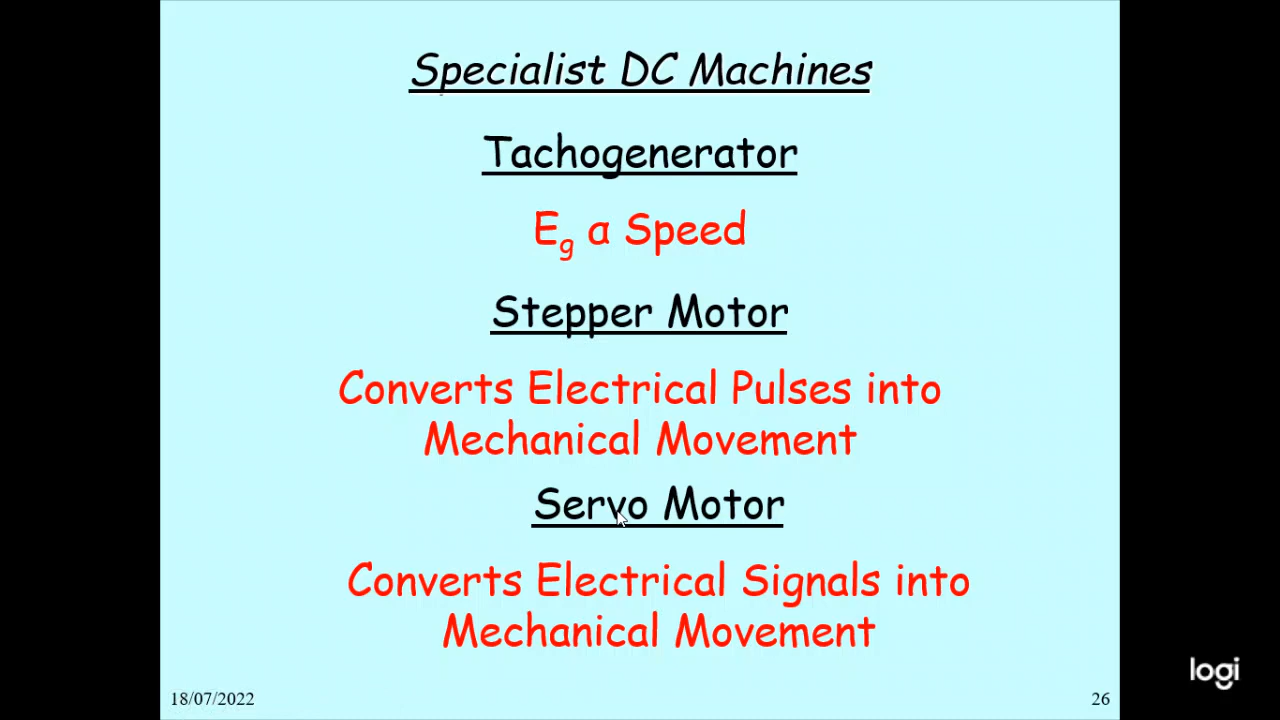 Specialist DC Machines
Tachogenerator
Eg α Speed
Stepper Motor
Converts Electrical Pulses into
Mechanical Movement
Servo Motor
Converts Electrical Signals into
Mechanical Movement
18/07/2022
26
logi